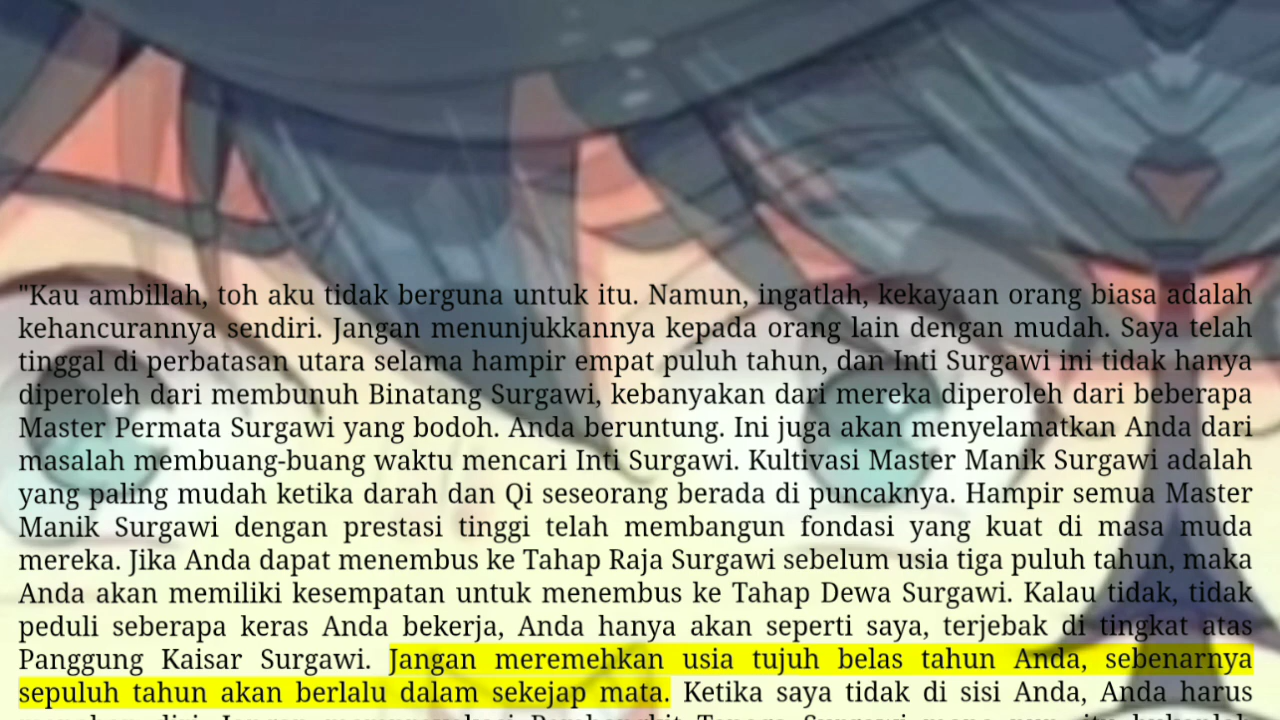 "Kau ambillah, toh aku tidak berguna untuk itu. Namun, ingatlah, kekayaan orang biasa adalah
kehancurannya sendiri. Jangan menunjukkannya kepada orang lain dengan mudah. Saya telah
tinggal di perbatasan utara selama hampir empat puluh tahun, dan Inti Surgawi ini tidak hanya
diperoleh dari membunuh Binatang Surgawi, kebanyakan dari mereka diperoleh dari beberapa
Master Permata Surgawi yang bodoh. Anda beruntung. Ini juga akan menyelamatkan Anda dari
masalah membuang-buang waktu mencari Inti Surgawi. Kultivasi Master Manik Surgawi adalah
yang paling mudah ketika darah dan Qi seseorang berada di puncaknya. Hampir semua Master
Manik Surgawi dengan prestasi tinggi telah membangun fondasi yang kuat di masa muda
mereka. Jika Anda dapat menembus ke Tahap Raja Surgawi sebelum usia tiga puluh tahun, maka
Anda akan memiliki kesempatan untuk menembus ke Tahap Dewa Surgawi. Kalau tidak, tidak
peduli seberapa keras Anda bekerja, Anda hanya akan seperti saya, terjebak di tingkat atas
Panggung Kaisar Surgawi. Jangan meremehkan usia tujuh belas tahun Anda, sebenarnya
sepuluh tahun akan berlalu dalam sekejap mata. Ketika saya tidak di sisi Anda, Anda harus